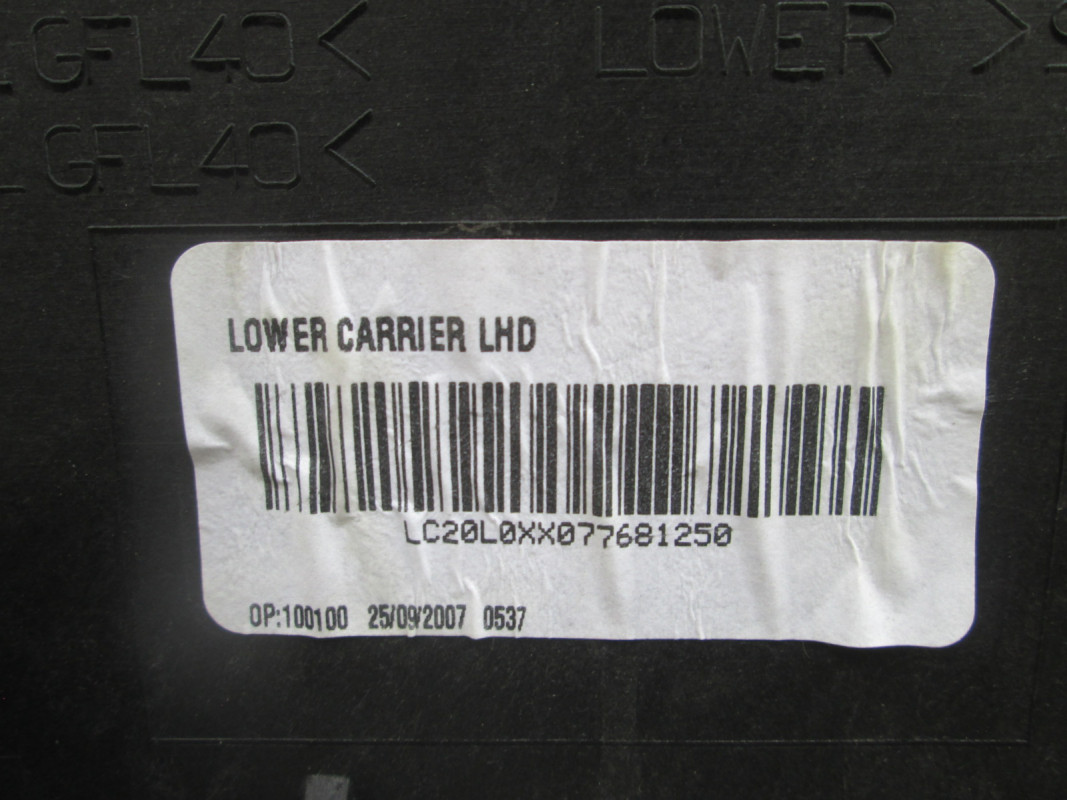 GFL40< LOWER >
GFL40<
LOWER CARRIER LHD
LC20L0XX077681250
OP:100100 25/09/2007 0537